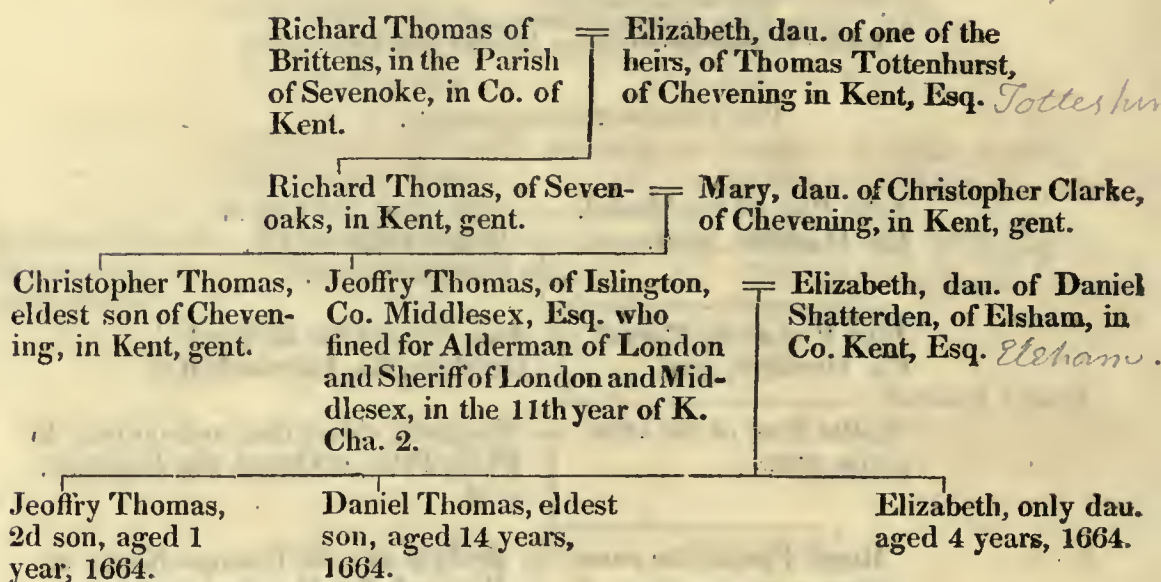 Richard Thomas of
Brittens, in the Parish
of Sevenoke, in Co. of
Kent.
Elizabeth, dau. of one of the
heirs, of Thomas Tottenhurst,
of Chevening in Kent, Esq.
Richard Thomas, of Seven-
oaks, in Kent, gent.
Mary, dau. of Christopher Clarke,
of Chevening, in Kent, gent.
Christopher Thomas,
eldest son of Cheven-
ing, in Kent, gent.
Jeoffry Thomas, of Islington,
Co. Middlesex, Esq. who
fined for Alderman of London
and Sheriff of London and Mid-
dlesex, in the 11th year of K.
Cha. 2.
Elizabeth, dau. of Daniel
Shatterden, of Elsham, in
Co. Kent, Esq. Eleham.
Jeoffry Thomas,
2d son, aged 1
year, 1664.
Daniel Thomas, eldest
son, aged 14 years,
1664.
Elizabeth, only dau.
aged 4 years, 1664.